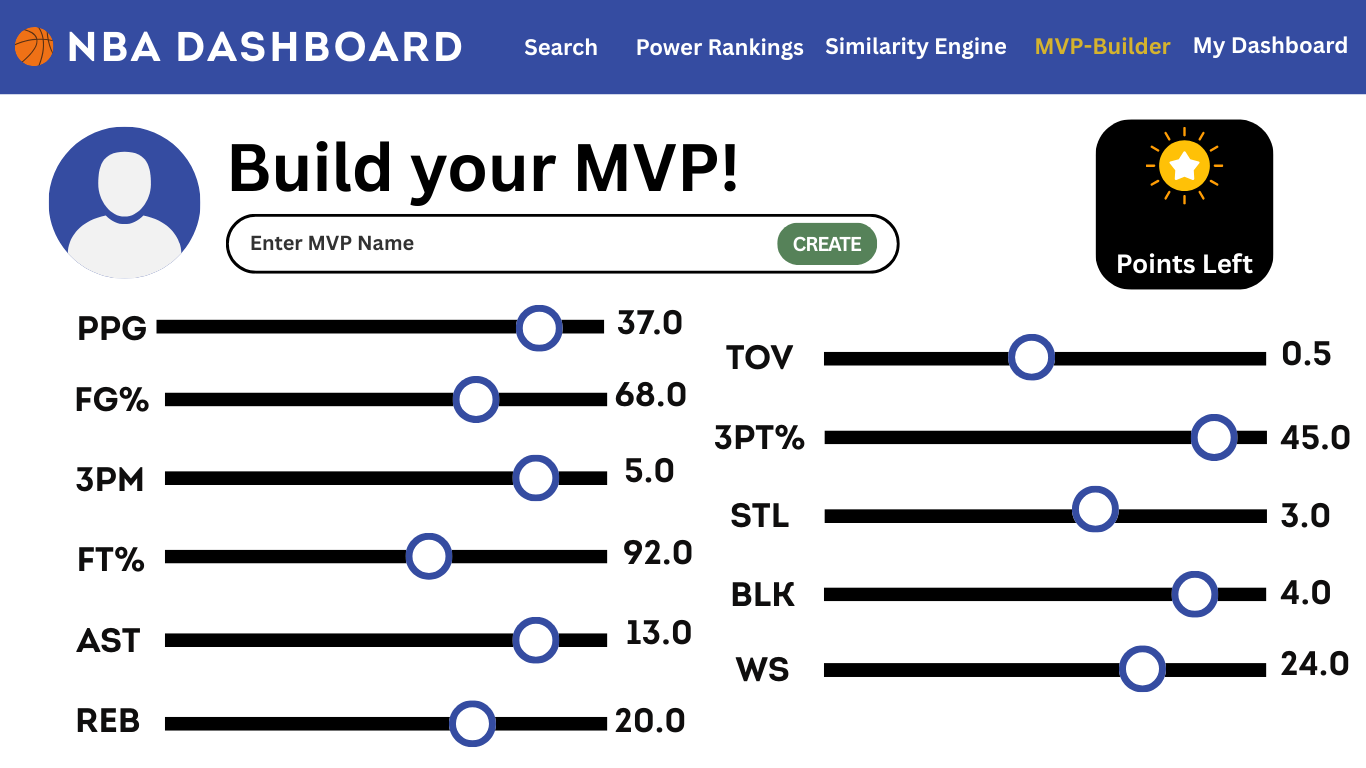 NBA DASHBOARD
Search Power Rankings Similarity Engine MVP-Builder My Dashboard
Build your MVP!
Enter MVP Name CREATE
Points Left
PPG 37.0
FG% 68.0
3PM 5.0
FT% 92.0
AST 13.0
REB 20.0
TOV 0.5
3PT% 45.0
STL 3.0
BLK 4.0
WS 24.0